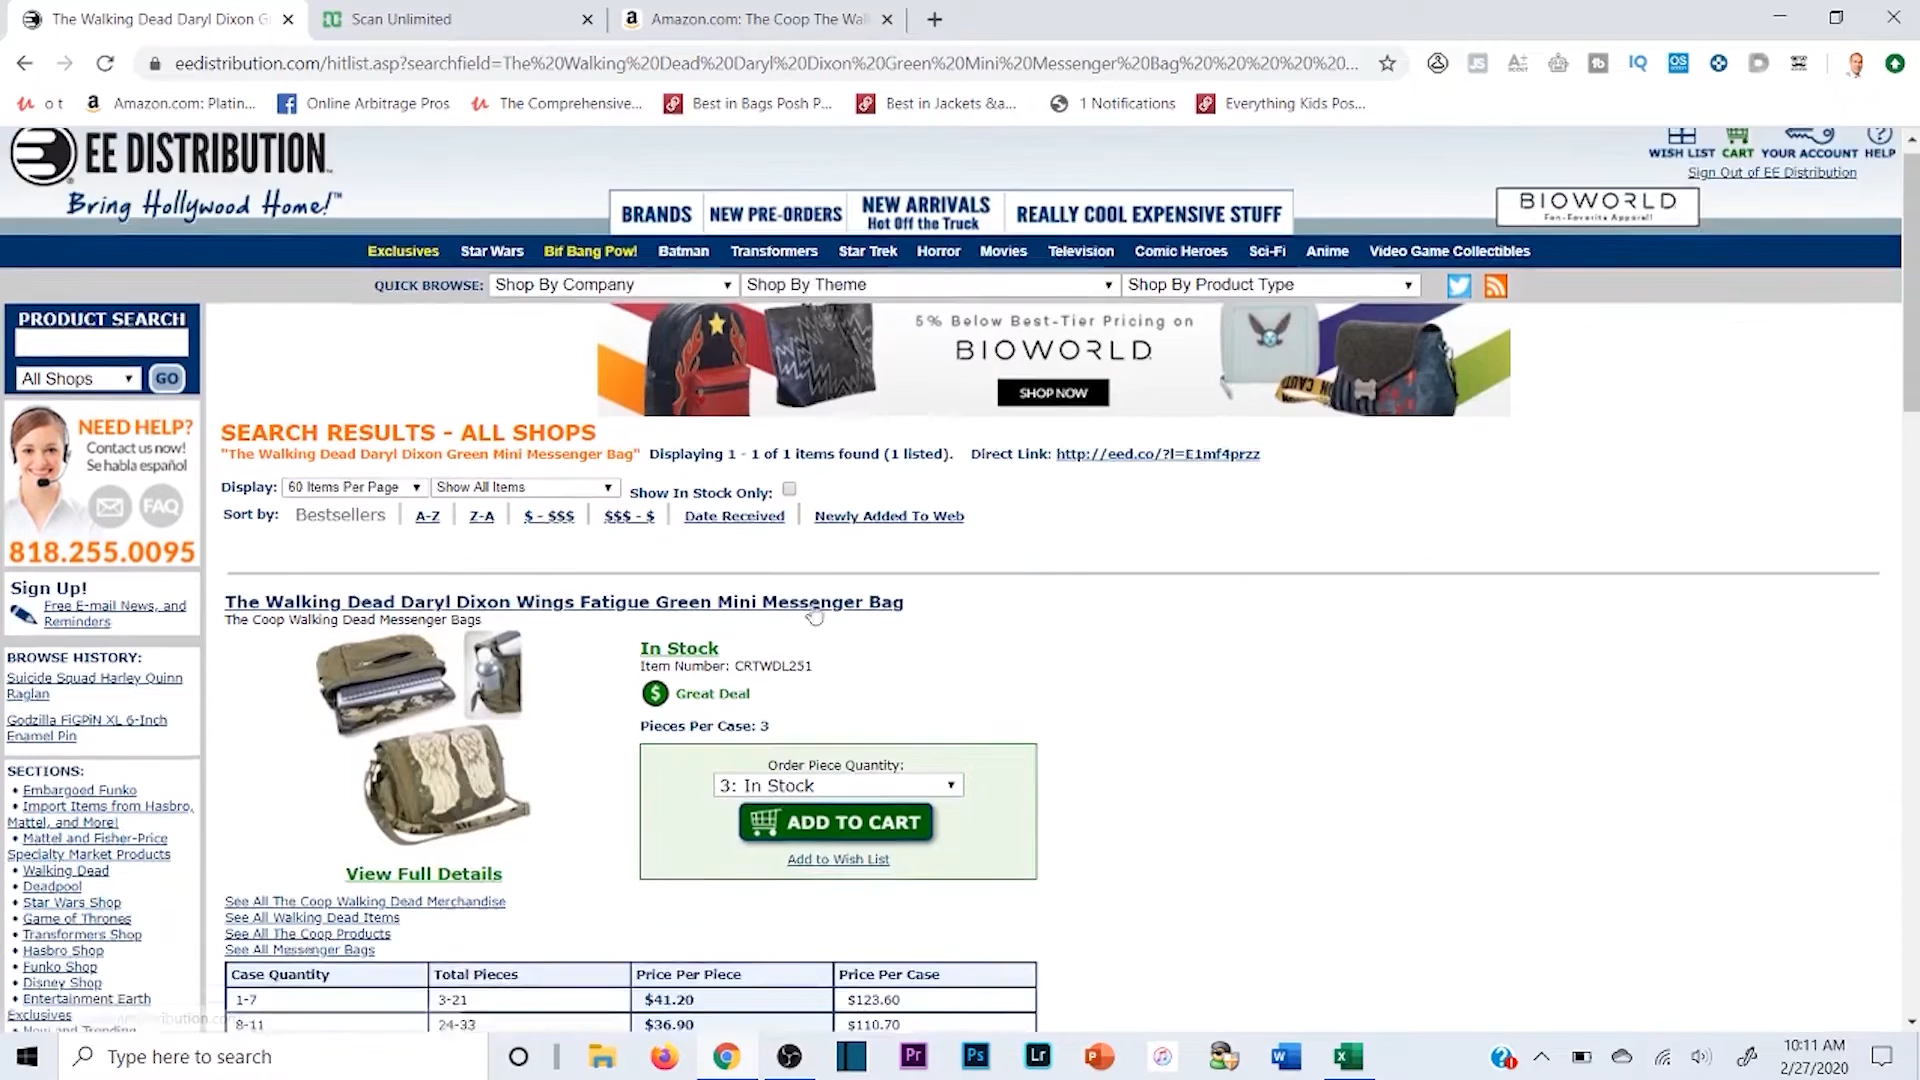 The Walking Dead Daryl Dixon G
Scan Unlimited
Amazon.com: The Coop The Wal
eedistribution.com/hitlist.asp?searchfield=The%20Walking%20Dead%20Daryl%20Dixon%20Green%20Mini%20Messenger%20Bag%20%20%20%20%20...
o t
Amazon.com: Platin...
Online Arbitrage Pros
The Comprehensive...
Best in Bags Posh P...
Best in Jackets &a...
1 Notifications
Everything Kids Pos...
EE DISTRIBUTION
Bring Hollywood Home!™
WISH LIST CART YOUR ACCOUNT HELP
Sign Out of EE Distribution
BRANDS
NEW PRE-ORDERS
NEW ARRIVALS
Hot Off the Truck
REALLY COOL EXPENSIVE STUFF
BIOWORLD
Fan-Favorite Apparel!
Exclusives Star Wars Bif Bang Pow! Batman Transformers Star Trek Horror Movies Television Comic Heroes Sci-Fi Anime Video Game Collectibles
QUICK BROWSE: Shop By Company Shop By Theme Shop By Product Type
PRODUCT SEARCH
All Shops GO
5% Below Best-Tier Pricing on
BIOWORLD
SHOP NOW
NEED HELP?
Contact us now!
Se habla español
FAQ
818.255.0095
Sign Up!
Free E-mail News, and
Reminders
BROWSE HISTORY:
Suicide Squad Harley Quinn
Raglan
Godzilla FiGPiN XL 6-Inch
Enamel Pin
SECTIONS:
• Embargoed Funko
• Import Items from Hasbro,
Mattel, and More!
• Mattel and Fisher-Price
Specialty Market Products
• Walking Dead
• Deadpool
• Star Wars Shop
• Game of Thrones
• Transformers Shop
• Hasbro Shop
• Funko Shop
• Disney Shop
• Entertainment Earth
Exclusives
• New and Trending
SEARCH RESULTS - ALL SHOPS
"The Walking Dead Daryl Dixon Green Mini Messenger Bag" Displaying 1 - 1 of 1 items found (1 listed). Direct Link: http://eed.co/?l=E1mf4przz
Display: 60 Items Per Page Show All Items Show In Stock Only:
Sort by: Bestsellers A-Z Z-A $ - $$$ $$$ - $ Date Received Newly Added To Web
The Walking Dead Daryl Dixon Wings Fatigue Green Mini Messenger Bag
The Coop Walking Dead Messenger Bags
In Stock
Item Number: CRTWDL251
$ Great Deal
Pieces Per Case: 3
Order Piece Quantity:
3: In Stock
ADD TO CART
Add to Wish List
View Full Details
See All The Coop Walking Dead Merchandise
See All Walking Dead Items
See All The Coop Products
See All Messenger Bags
Case Quantity Total Pieces Price Per Piece Price Per Case
1-7 3-21 $41.20 $123.60
8-11 24-33 $36.90 $110.70
Type here to search
10:11 AM
2/27/2020